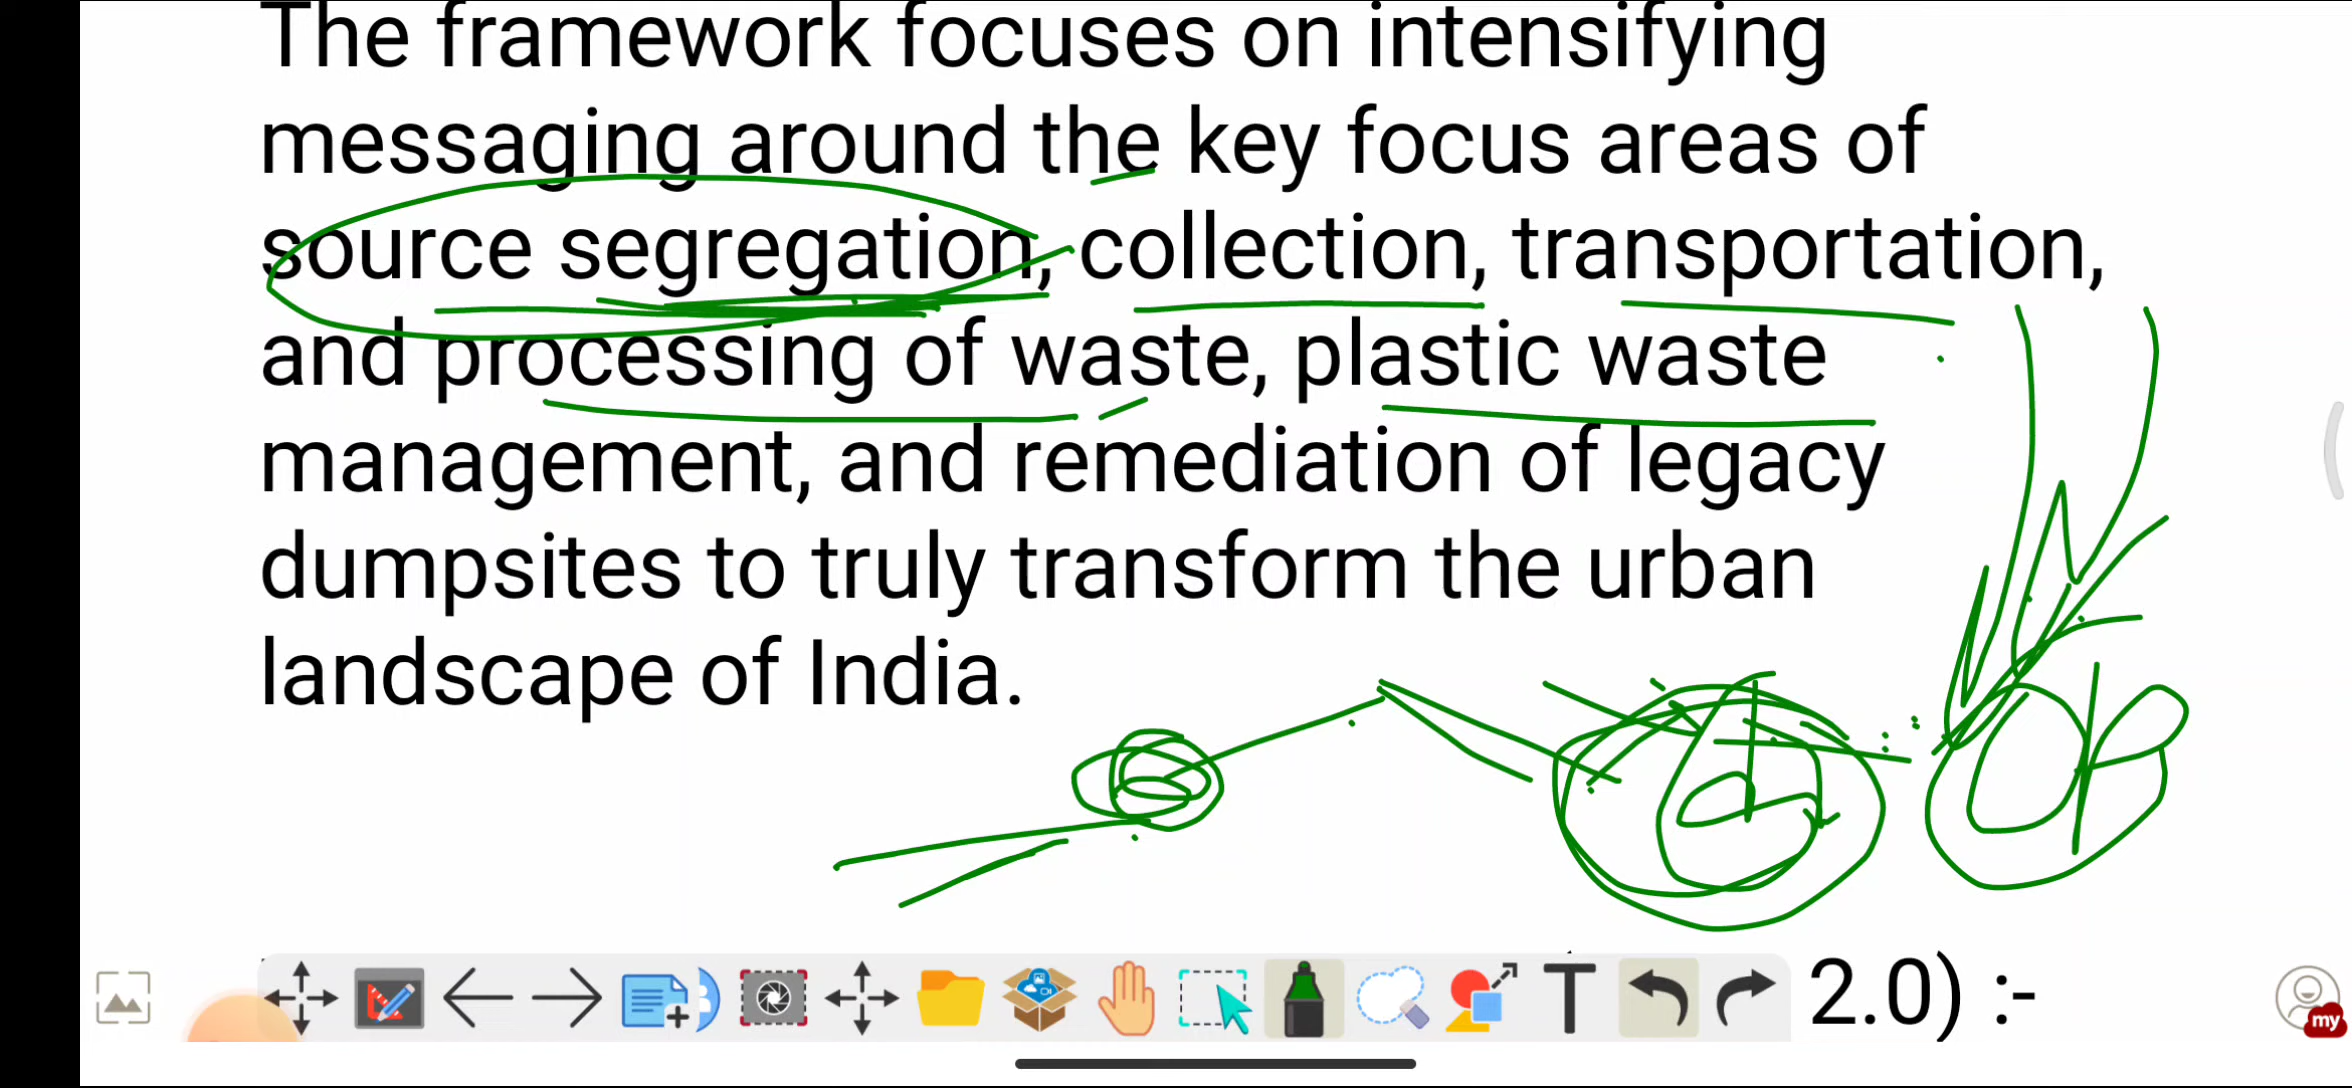 The framework focuses on intensifying
messaging around the key focus areas of
source segregation, collection, transportation,
and processing of waste, plastic waste
management, and remediation of legacy
dumpsites to truly transform the urban
landscape of India.
2.0) :-
my